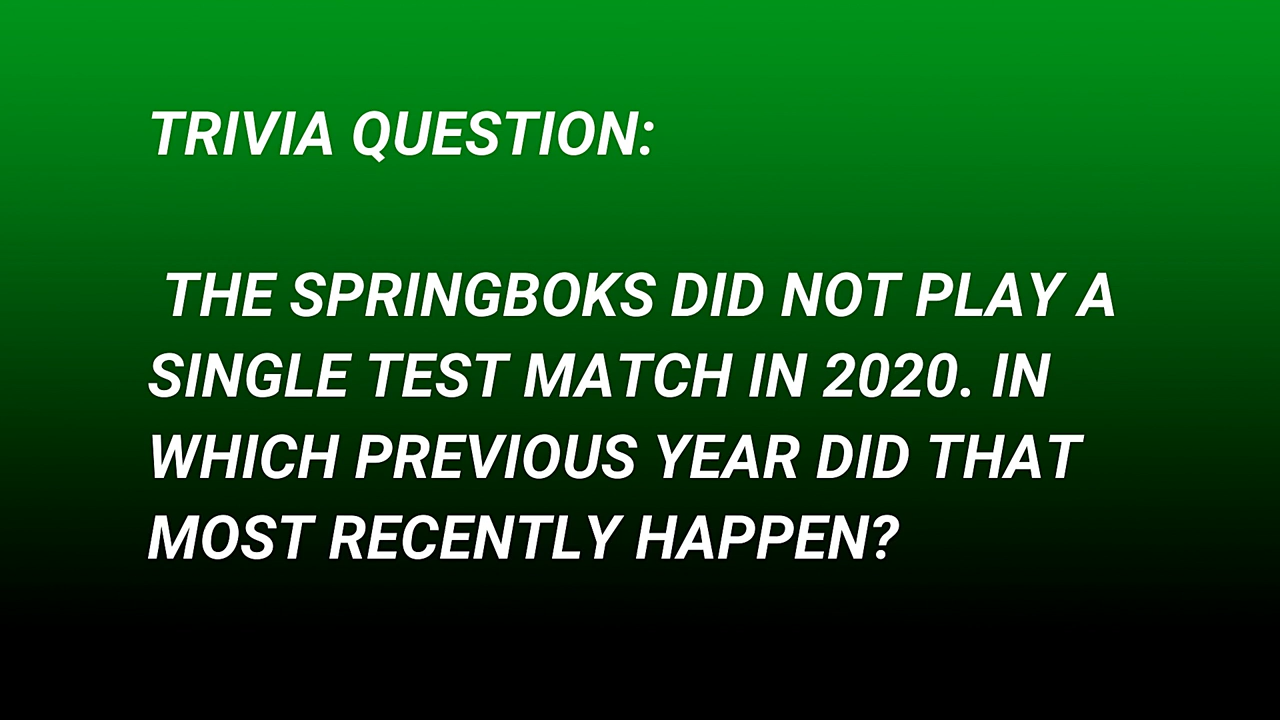 TRIVIA QUESTION:
THE SPRINGBOKS DID NOT PLAY A
SINGLE TEST MATCH IN 2020. IN
WHICH PREVIOUS YEAR DID THAT
MOST RECENTLY HAPPEN?